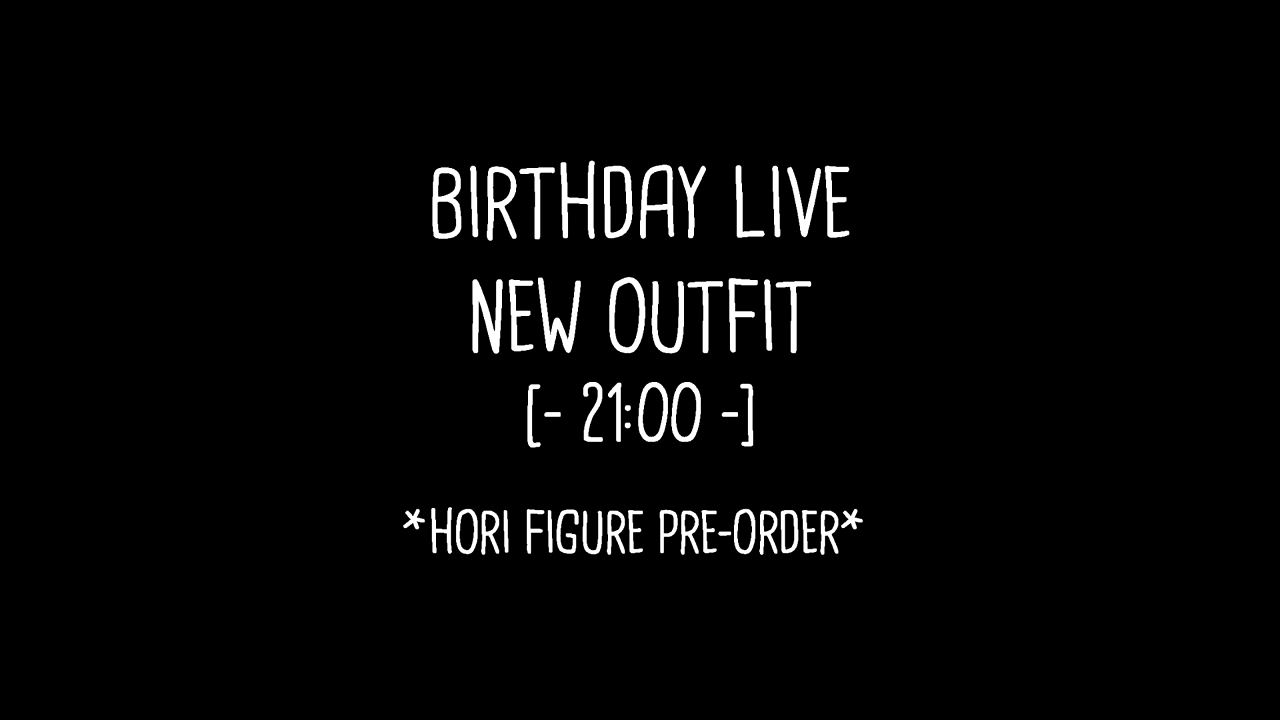 BIRTHDAY LIVE
NEW OUTFIT
[- 21:00 -]
*HORI FIGURE PRE-ORDER*